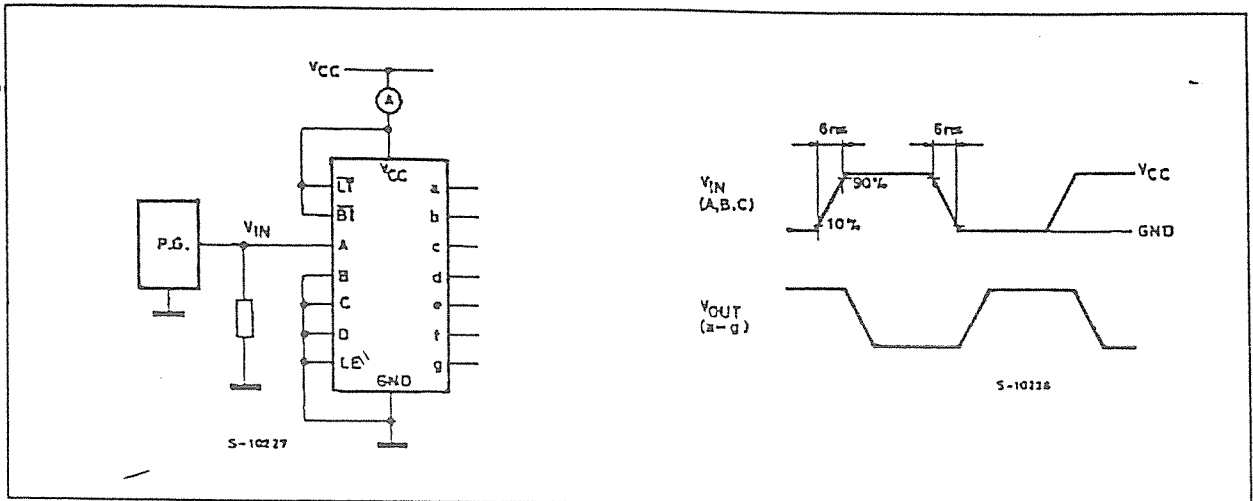 VCC
A
VCC
LT
BI
A
B
C
D
LE
GND
a
b
c
d
e
f
g
P.G.
VIN
S-10227
6ns
6ns
VIN
(A,B.C)
90%
10%
VCC
GND
VOUT
(a-g)
S-10228